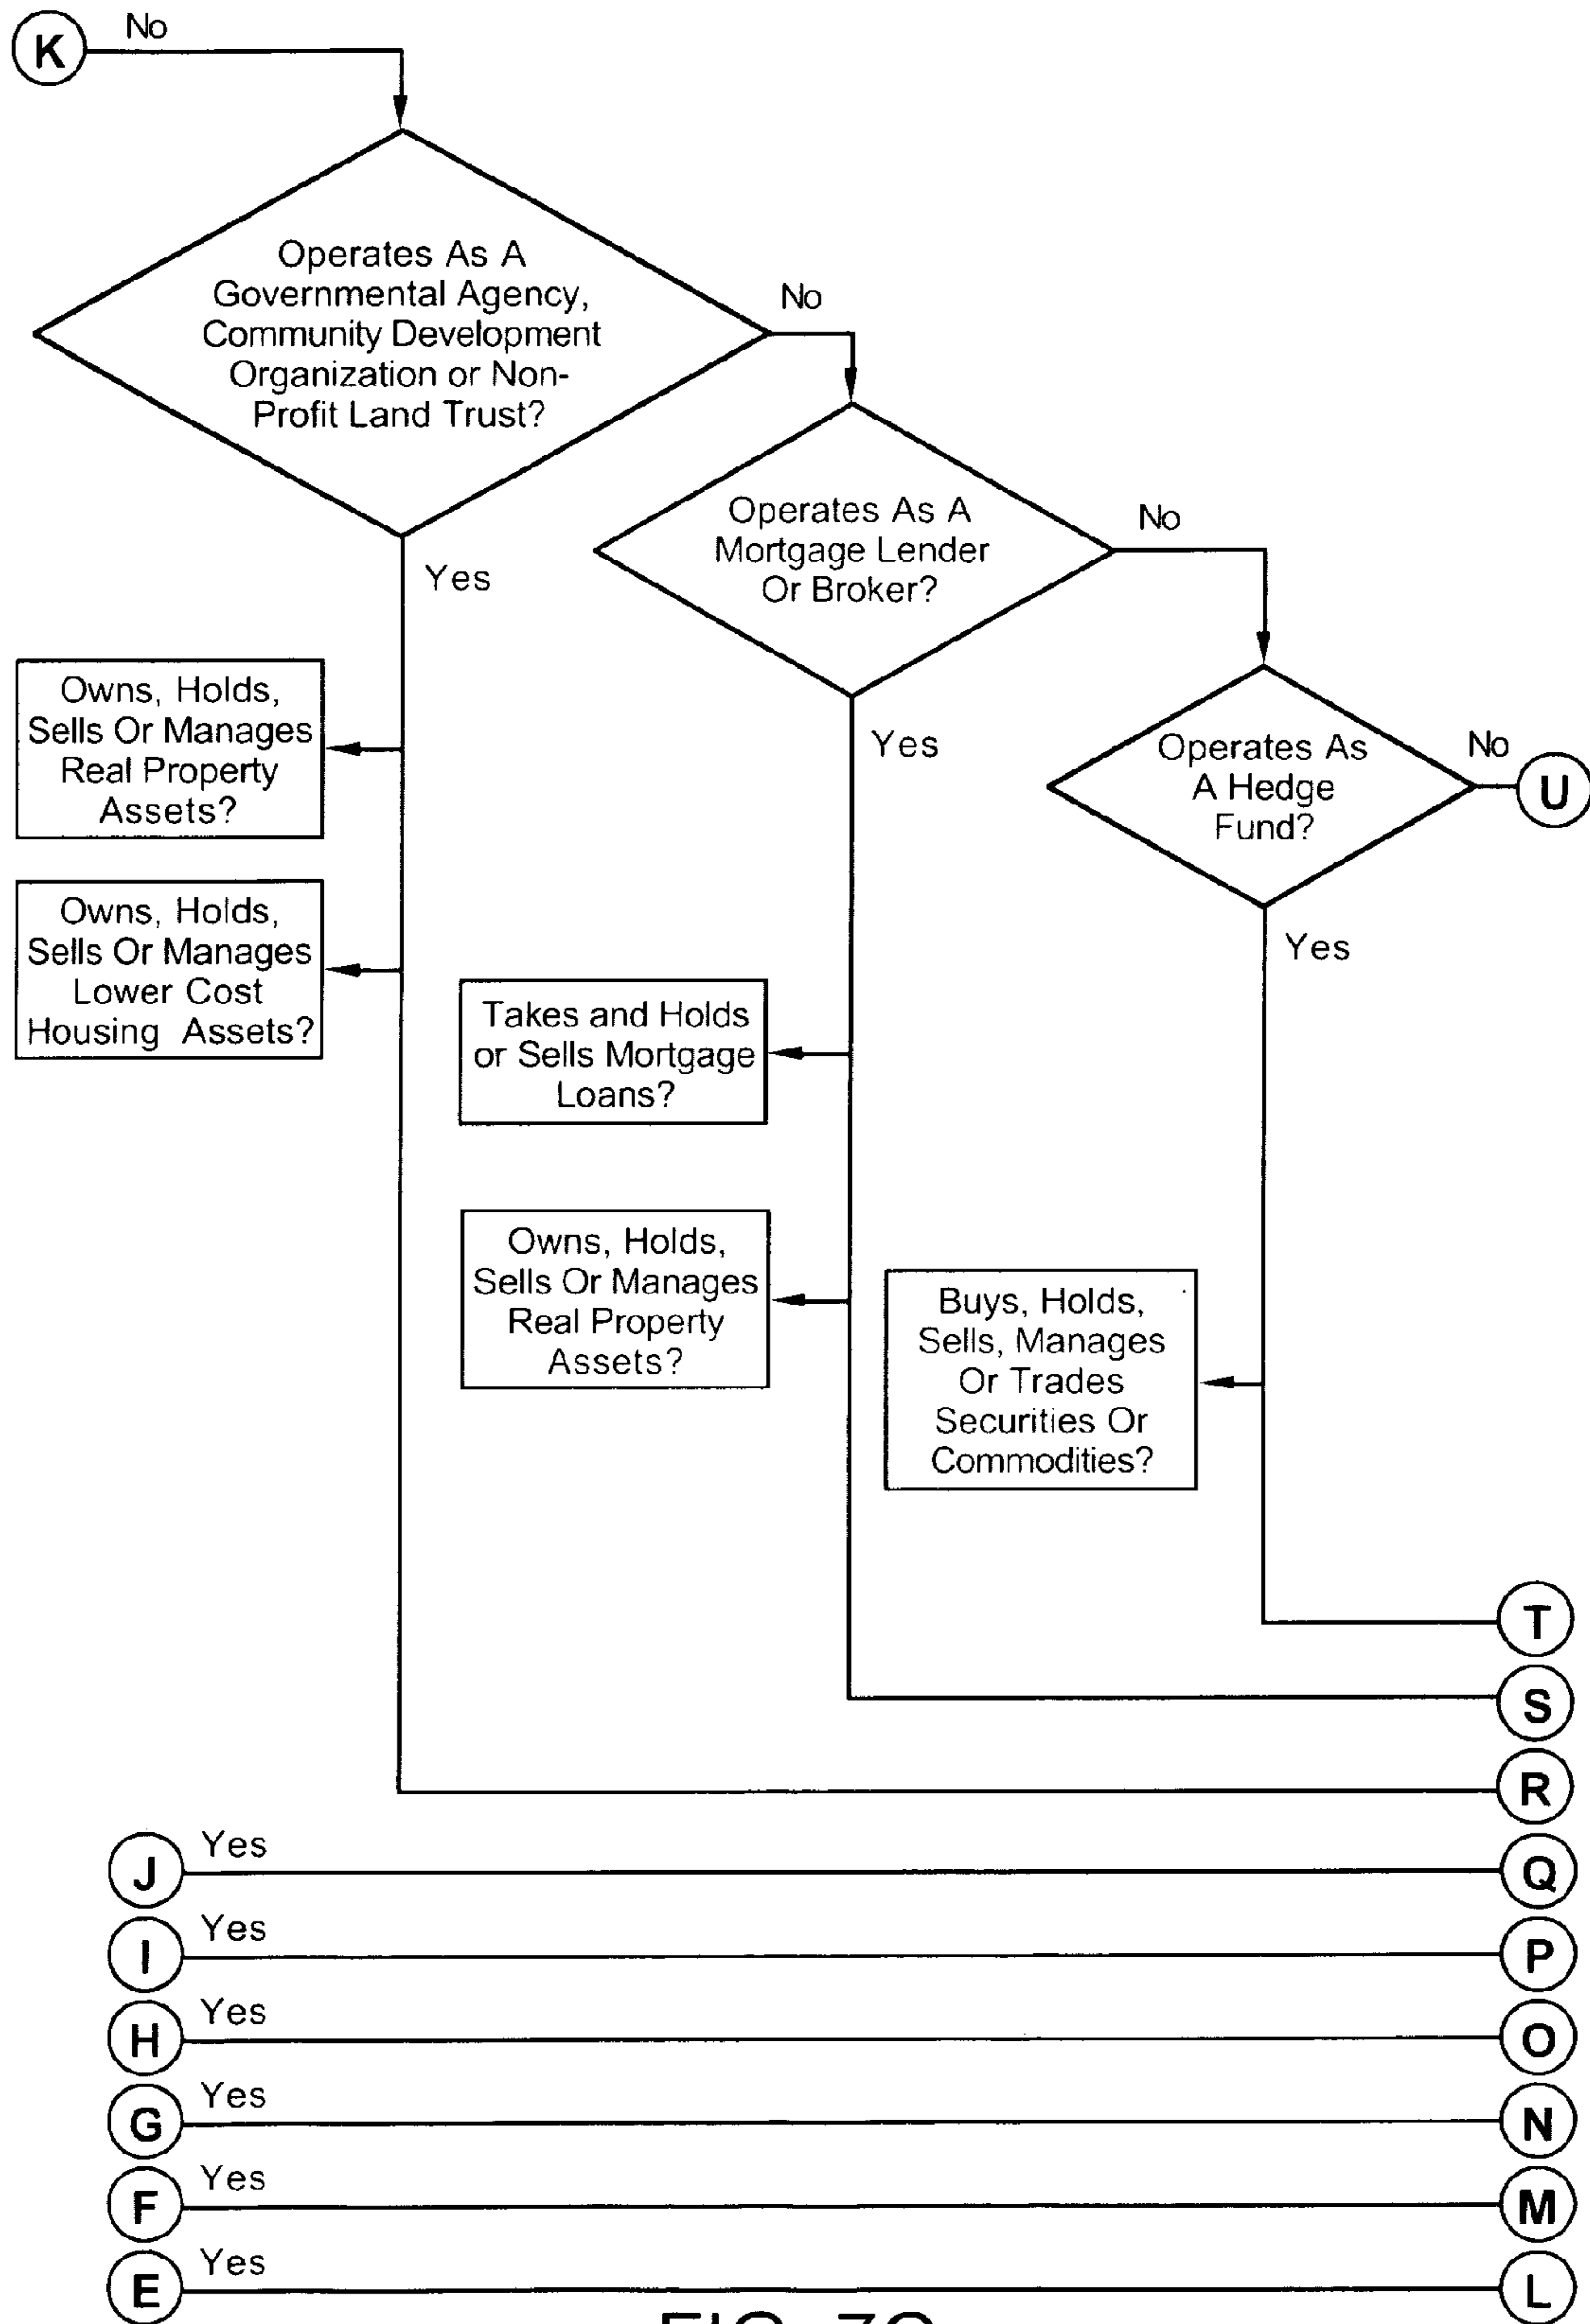 K
No
Operates As A
Governmental Agency,
Community Development
Organization or Non-
Profit Land Trust?
No
Yes
Operates As A
Mortgage Lender
Or Broker?
No
Yes
Operates As
A Hedge
Fund?
No
U
Yes
Owns, Holds,
Sells Or Manages
Real Property
Assets?
Owns, Holds,
Sells Or Manages
Lower Cost
Housing Assets?
Takes and Holds
or Sells Mortgage
Loans?
Owns, Holds,
Sells Or Manages
Real Property
Assets?
Buys, Holds,
Sells, Manages
Or Trades
Securities Or
Commodities?
T
S
R
J Yes Q
I Yes P
H Yes O
G Yes N
F Yes M
E Yes L